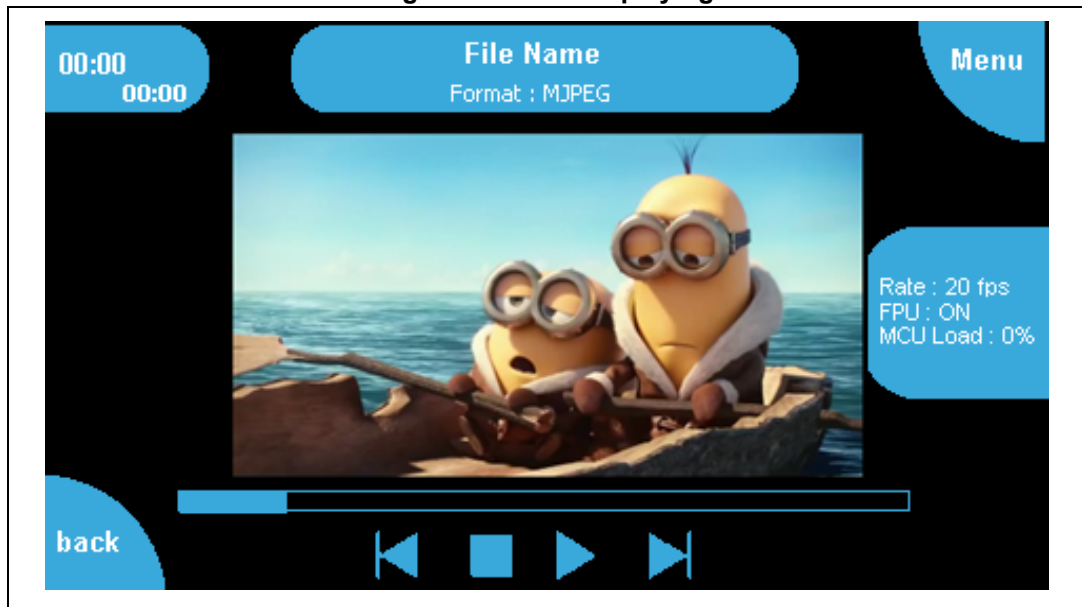 00:00
00:00
File Name
Format : MJPEG
Menu
Rate : 20 fps
FPU : ON
MCU Load : 0%
back